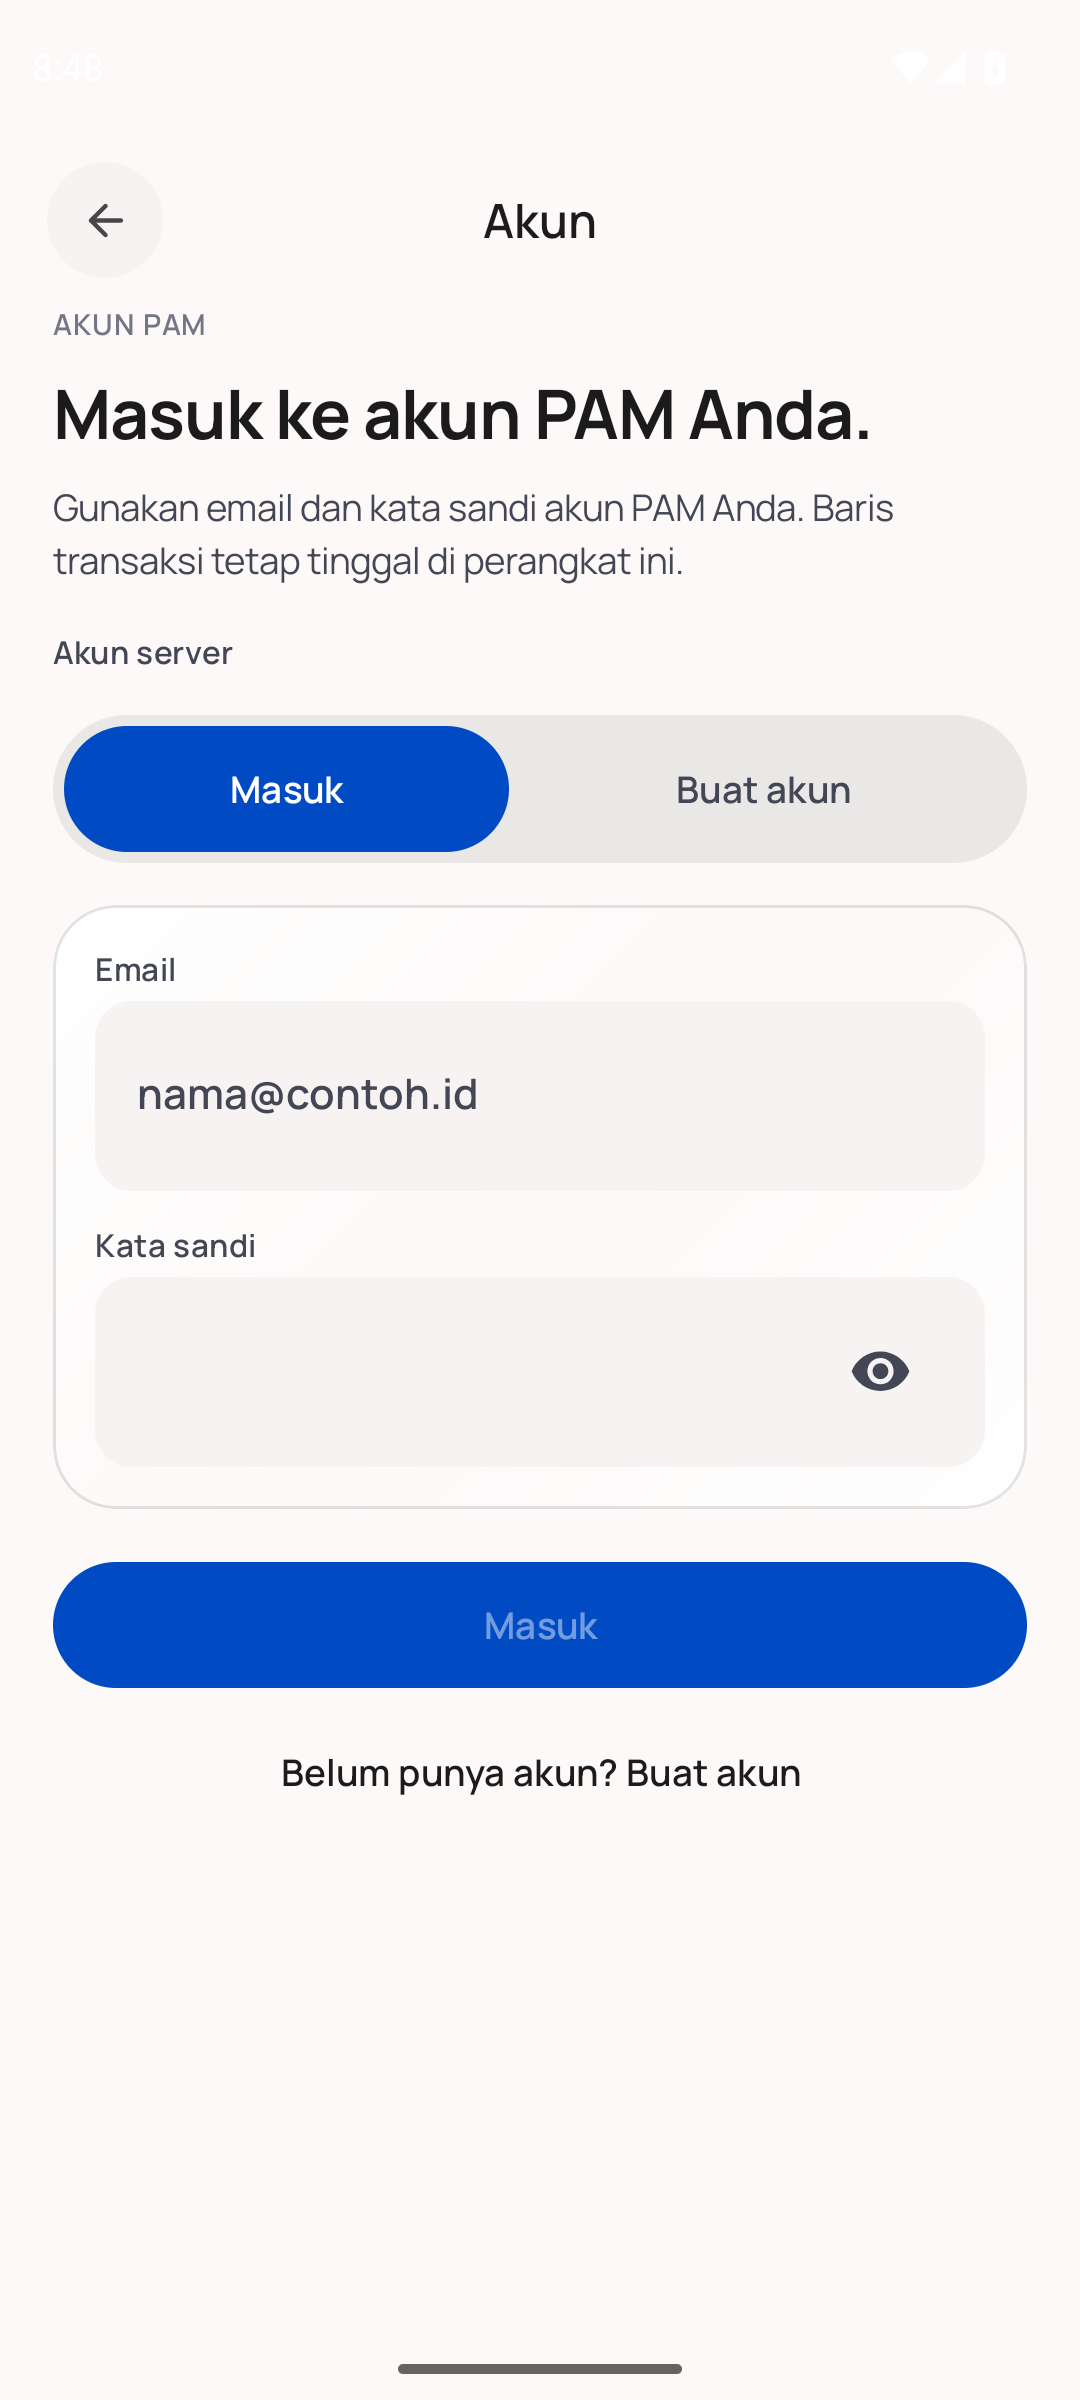 8:48
Akun
AKUN PAM
Masuk ke akun PAM Anda.
Gunakan email dan kata sandi akun PAM Anda. Baris
transaksi tetap tinggal di perangkat ini.
Akun server
Masuk
Buat akun
Email
nama@contoh.id
Kata sandi
Masuk
Belum punya akun? Buat akun